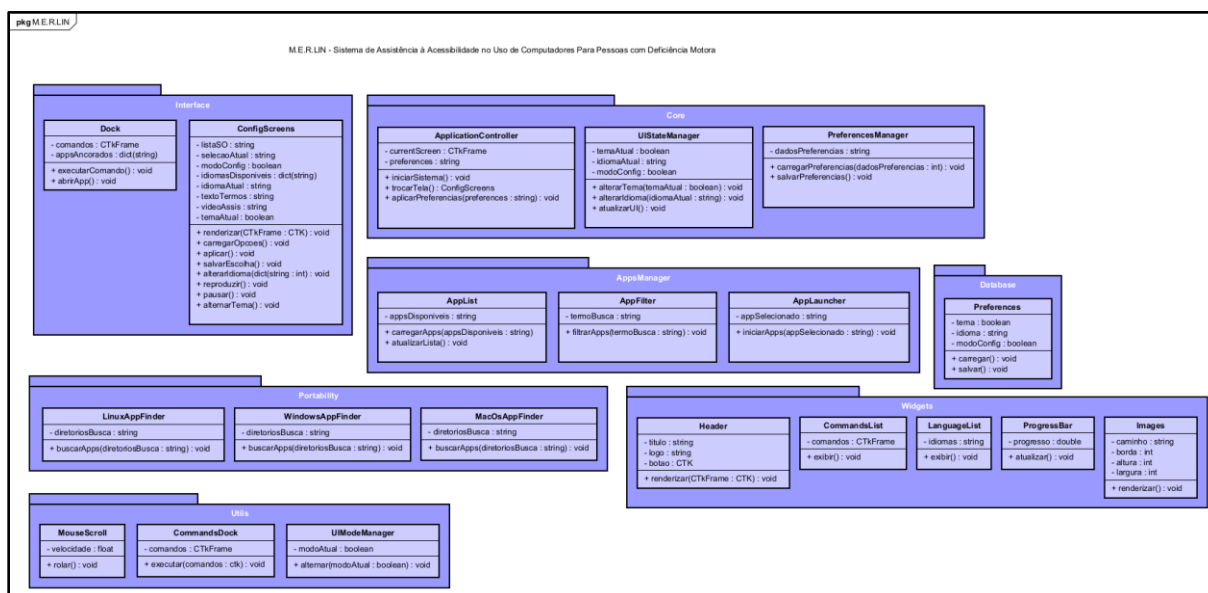 pkg M.E.R.LIN
M.E.R.LIN - Sistema de Assistência à Acessibilidade no Uso de Computadores Para Pessoas com Deficiência Motora
Interface
Dock
- comandos : CTkFrame
- appsAncorados : dict(string)
+ executarComando() : void
+ abrirApp() : void
ConfigScreens
- listaSO : string
- selecaoAtual : string
- modoConfig : boolean
- idiomasDisponiveis : dict(string)
- idiomaAtual : string
- textoTermos : string
- videoAssis : string
- temaAtual : boolean
+ renderizar(CTkFrame : CTK) : void
+ carregarOpcoes() : void
+ aplicar() : void
+ salvarEscolha() : void
+ alterarIdioma(dict(string : int) : void
+ reproduzir() : void
+ pausar() : void
+ alternarTema() : void
Core
ApplicationController
- currentScreen : CTkFrame
- preferences : string
+ iniciarSistema() : void
+ trocarTela() : ConfigScreens
+ aplicarPreferencias(preferences : string) : void
UIStateManager
- temaAtual : boolean
- idiomaAtual : string
- modoConfig : boolean
+ alterarTema(temaAtual : boolean) : void
+ alterarIdioma(idiomaAtual : string) : void
+ atualizarUI() : void
PreferencesManager
- dadosPreferencias : string
+ carregarPreferencias(dadosPreferencias : int) : void
+ salvarPreferencias() : void
AppsManager
AppList
- appsDisponiveis : string
+ carregarApps(appsDisponiveis : string)
+ atualizarLista() : void
AppFilter
- termoBusca : string
+ filtrarApps(termoBusca : string) : void
AppLauncher
- appSelecionado : string
+ iniciarApps(appSelecionado : string) : void
Database
Preferences
- tema : boolean
- idioma : string
- modoConfig : boolean
+ carregar() : void
+ salvar() : void
Portability
LinuxAppFinder
- diretoriosBusca : string
+ buscarApps(diretoriosBusca : string) : void
WindowsAppFinder
- diretoriosBusca : string
+ buscarApps(diretoriosBusca : string) : void
MacOsAppFinder
- diretoriosBusca : string
+ buscarApps(diretoriosBusca : string) : void
Widgets
Header
- titulo : string
- logo : string
- botao : CTK
+ renderizar(CTkFrame : CTK) : void
CommandsList
- comandos : CTkFrame
+ exibir() : void
LanguageList
- idiomas : string
+ exibir() : void
ProgressBar
- progresso : double
+ atualizar() : void
Images
- caminho : string
- borda : int
- altura : int
- largura : int
+ renderizar() : void
Utils
MouseScroll
- velocidade : float
+ rolar() : void
CommandsDock
- comandos : CTkFrame
+ executar(comandos : ctk) : void
UIModeManager
- modoAtual : boolean
+ alternar(modoAtual : boolean) : void